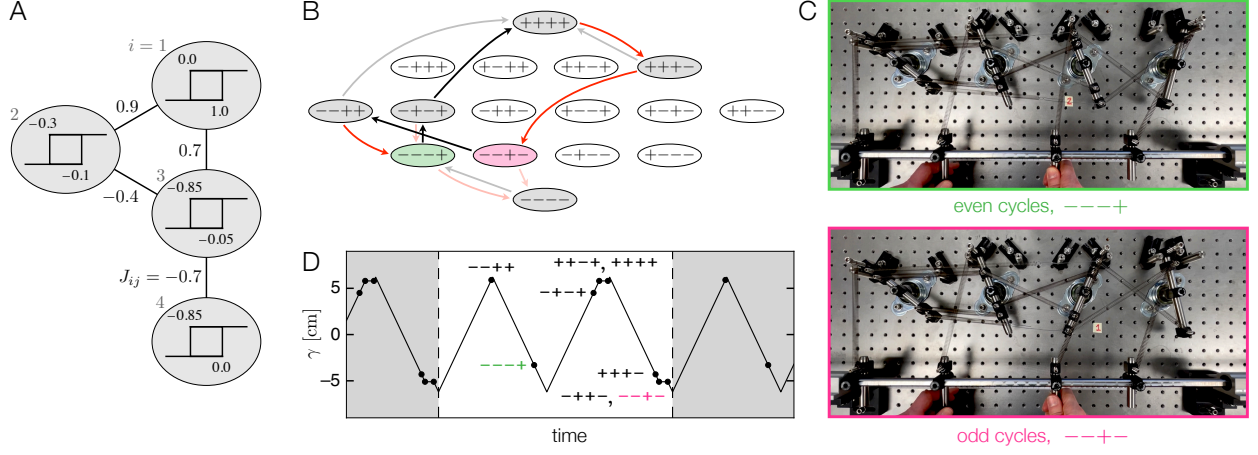 A
i = 1
0.0
1.0
2
−0.3
−0.1
0.9
0.7
−0.4
3
−0.85
−0.05
J_ij = −0.7
4
−0.85
0.0
B
++++
−+++ +−++ ++−+ +++−
−−++ −+−+ −++− +−−+ +−+− ++−−
−−−+ −−+− −+−− +−−−
−−−−
C
2
even cycles, −−−+
1
odd cycles, −−+−
D
γ [cm]
5
0
−5
−−++
++−+, ++++
−+−+
−−−+
+++−
−++−, −−+−
time